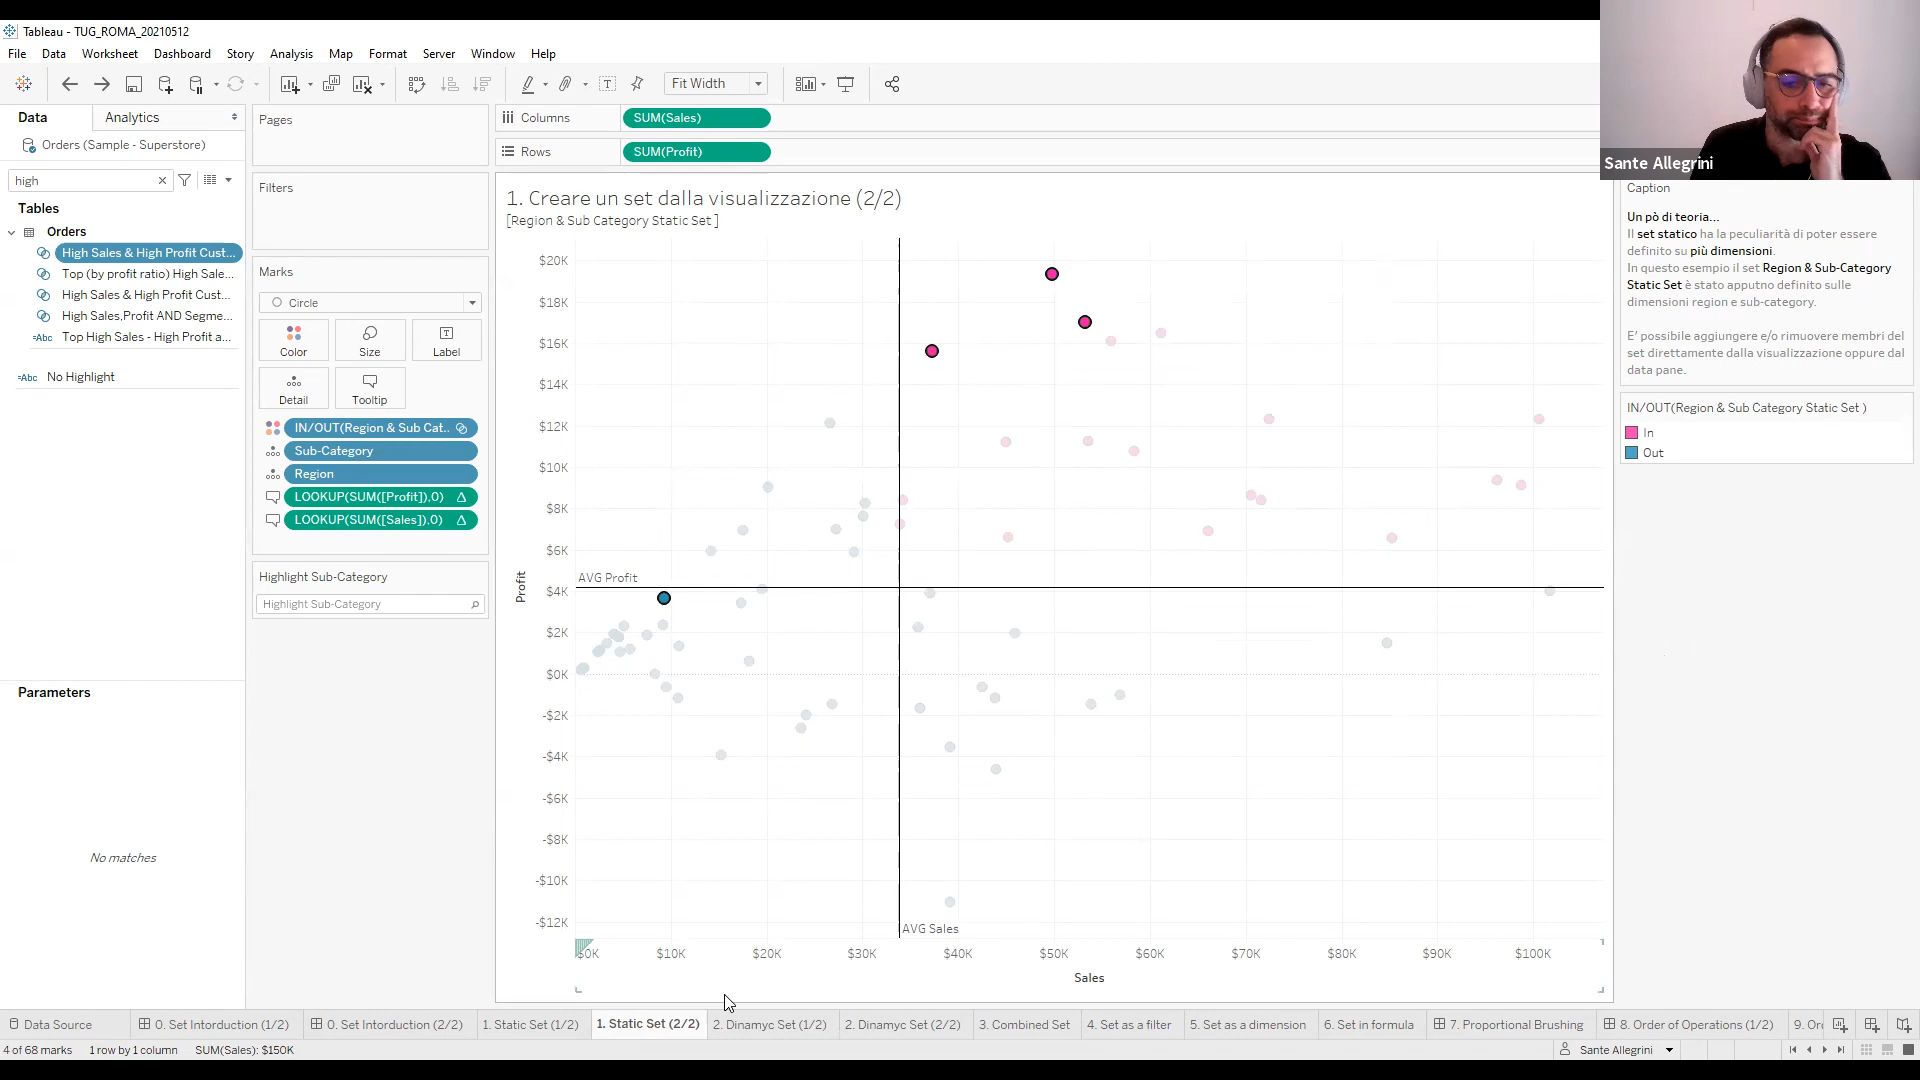 Tableau - TUG_ROMA_20210512
File Data Worksheet Dashboard Story Analysis Map Format Server Window Help
Fit Width
Data
Analytics
Orders (Sample - Superstore)
high
Tables
Orders
High Sales & High Profit Cust...
Top (by profit ratio) High Sale...
High Sales & High Profit Cust...
High Sales,Profit AND Segme...
Abc Top High Sales - High Profit a...
Abc No Highlight
Parameters
No matches
Pages
Filters
Marks
Circle
Color
Size
Label
Detail
Tooltip
IN/OUT(Region & Sub Cat..
Sub-Category
Region
LOOKUP(SUM([Profit]),0)
LOOKUP(SUM([Sales]),0)
Highlight Sub-Category
Highlight Sub-Category
Columns
SUM(Sales)
Rows
SUM(Profit)
1. Creare un set dalla visualizzazione (2/2)
[Region & Sub Category Static Set ]
$20K
$18K
$16K
$14K
$12K
$10K
$8K
$6K
$4K
$2K
$0K
-$2K
-$4K
-$6K
-$8K
-$10K
-$12K
Profit
AVG Profit
AVG Sales
$0K $10K $20K $30K $40K $50K $60K $70K $80K $90K $100K
Sales
Sante Allegrini
Caption
Un pò di teoria...
Il set statico ha la peculiarità di poter essere
definito su più dimensioni.
In questo esempio il set Region & Sub-Category
Static Set è stato apputno definito sulle
dimensioni region e sub-category.
E' possibile aggiungere e/o rimuovere membri del
set direttamente dalla visualizzazione oppure dal
data pane.
IN/OUT(Region & Sub Category Static Set )
In
Out
Data Source
0. Set Intorduction (1/2)
0. Set Intorduction (2/2)
1. Static Set (1/2)
1. Static Set (2/2)
2. Dinamyc Set (1/2)
2. Dinamyc Set (2/2)
3. Combined Set
4. Set as a filter
5. Set as a dimension
6. Set in formula
7. Proportional Brushing
8. Order of Operations (1/2)
9. Or
4 of 68 marks
1 row by 1 column
SUM(Sales): $150K
Sante Allegrini